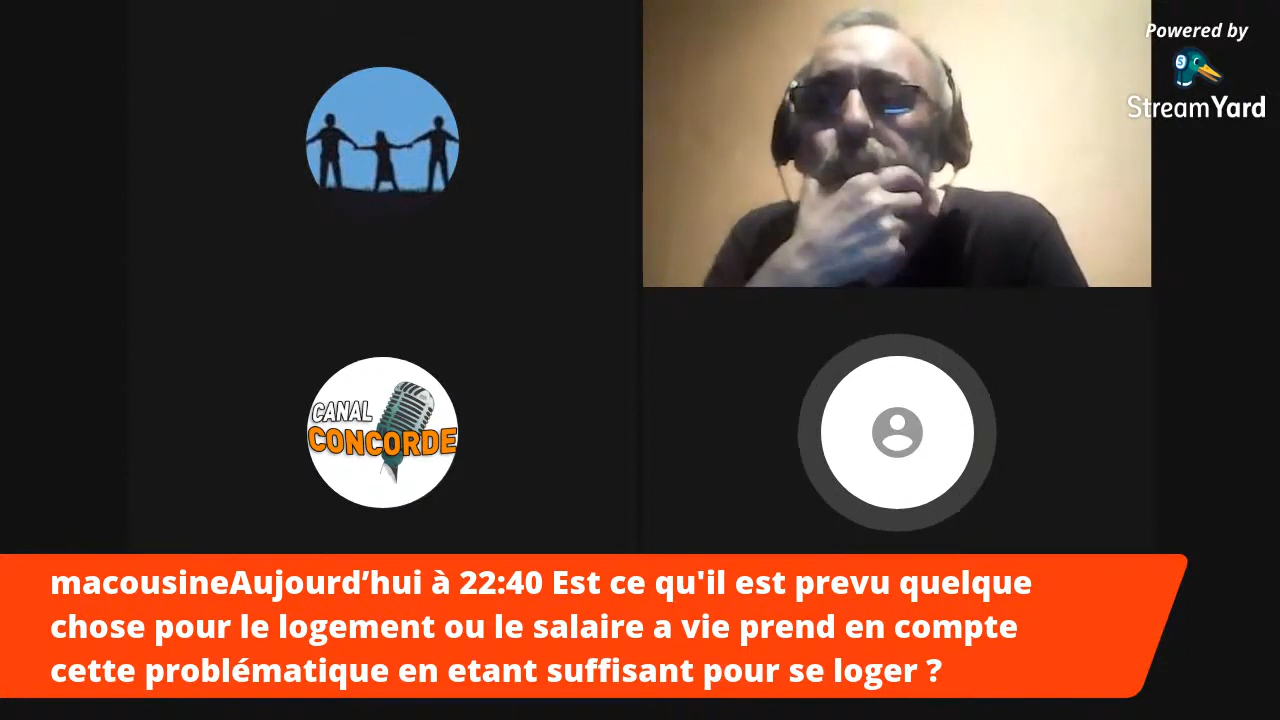 Powered by
StreamYard
CANAL
CONCORDE
macousineAujourd’hui à 22:40 Est ce qu'il est prevu quelque
chose pour le logement ou le salaire a vie prend en compte
cette problématique en etant suffisant pour se loger ?